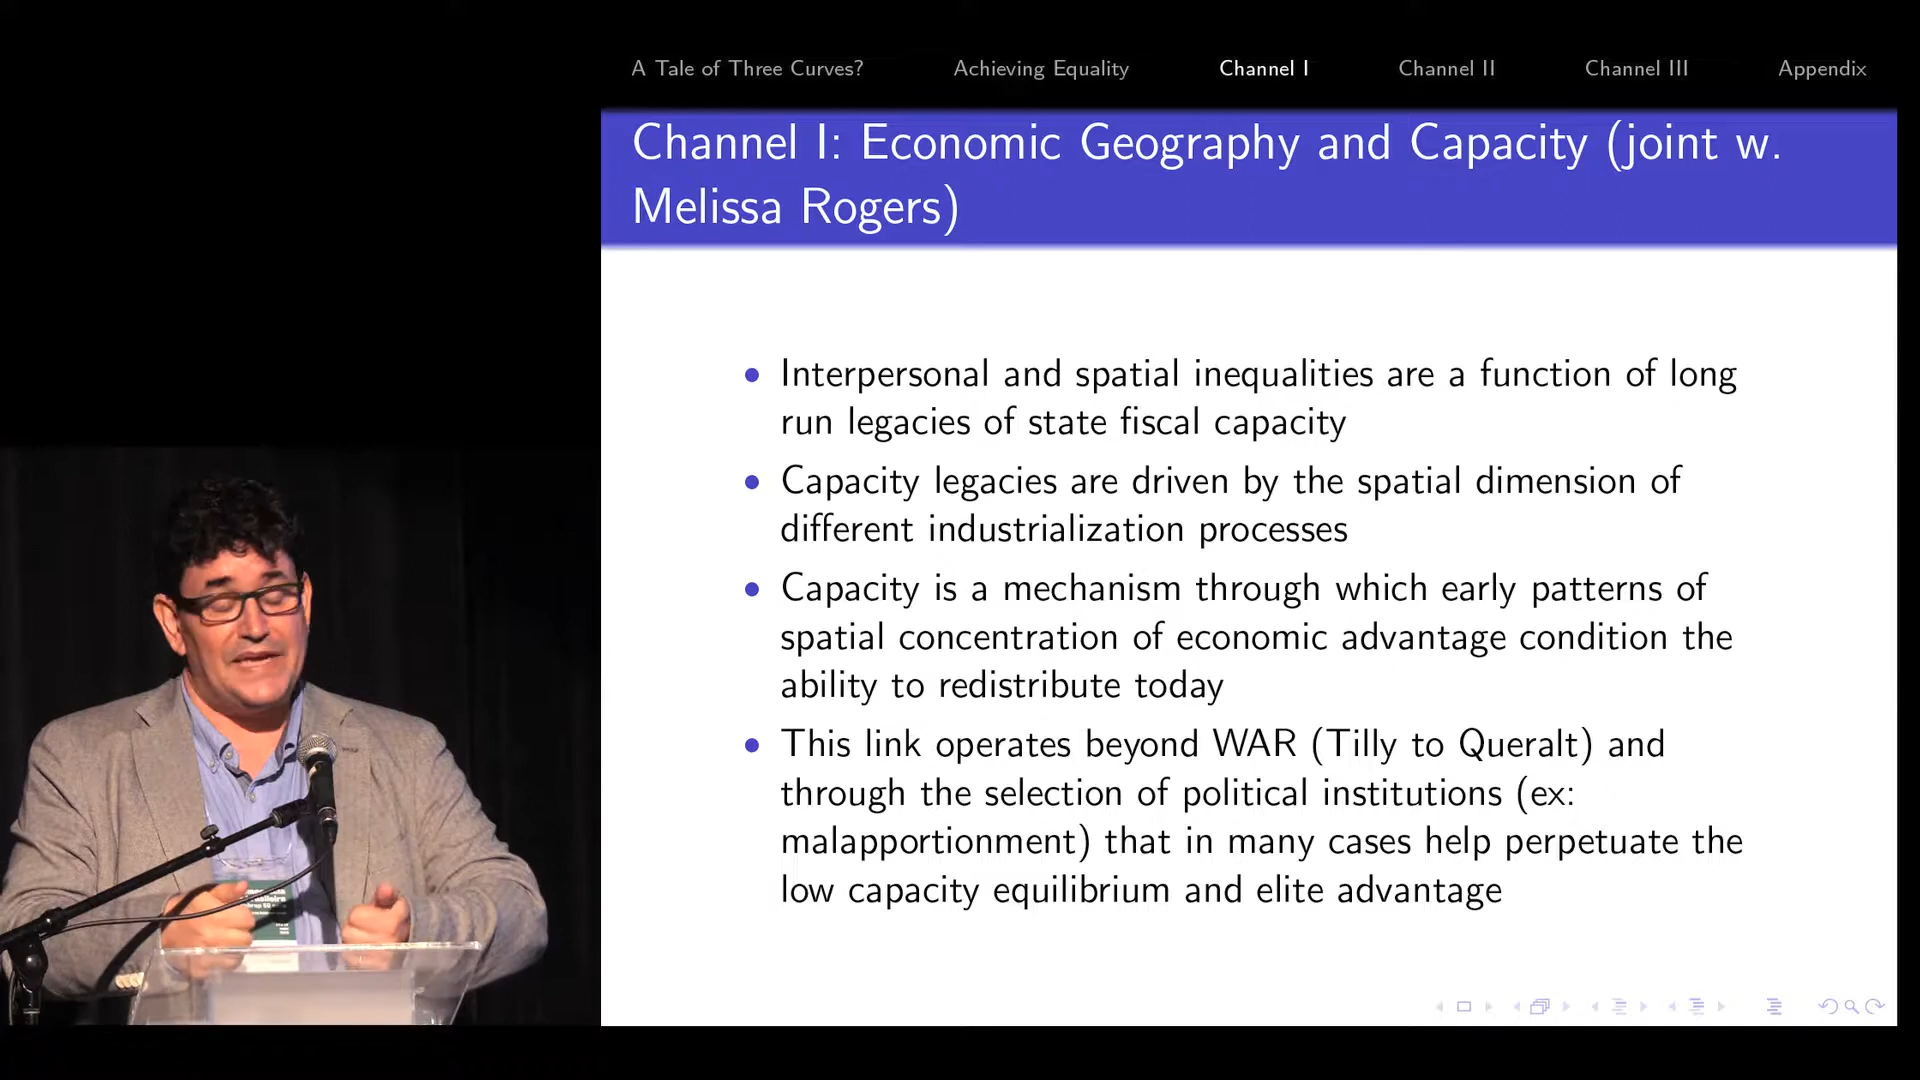 A Tale of Three Curves? Achieving Equality Channel I Channel II Channel III Appendix
Channel I: Economic Geography and Capacity (joint w.
Melissa Rogers)
• Interpersonal and spatial inequalities are a function of long
run legacies of state fiscal capacity
• Capacity legacies are driven by the spatial dimension of
different industrialization processes
• Capacity is a mechanism through which early patterns of
spatial concentration of economic advantage condition the
ability to redistribute today
• This link operates beyond WAR (Tilly to Queralt) and
through the selection of political institutions (ex:
malapportionment) that in many cases help perpetuate the
low capacity equilibrium and elite advantage